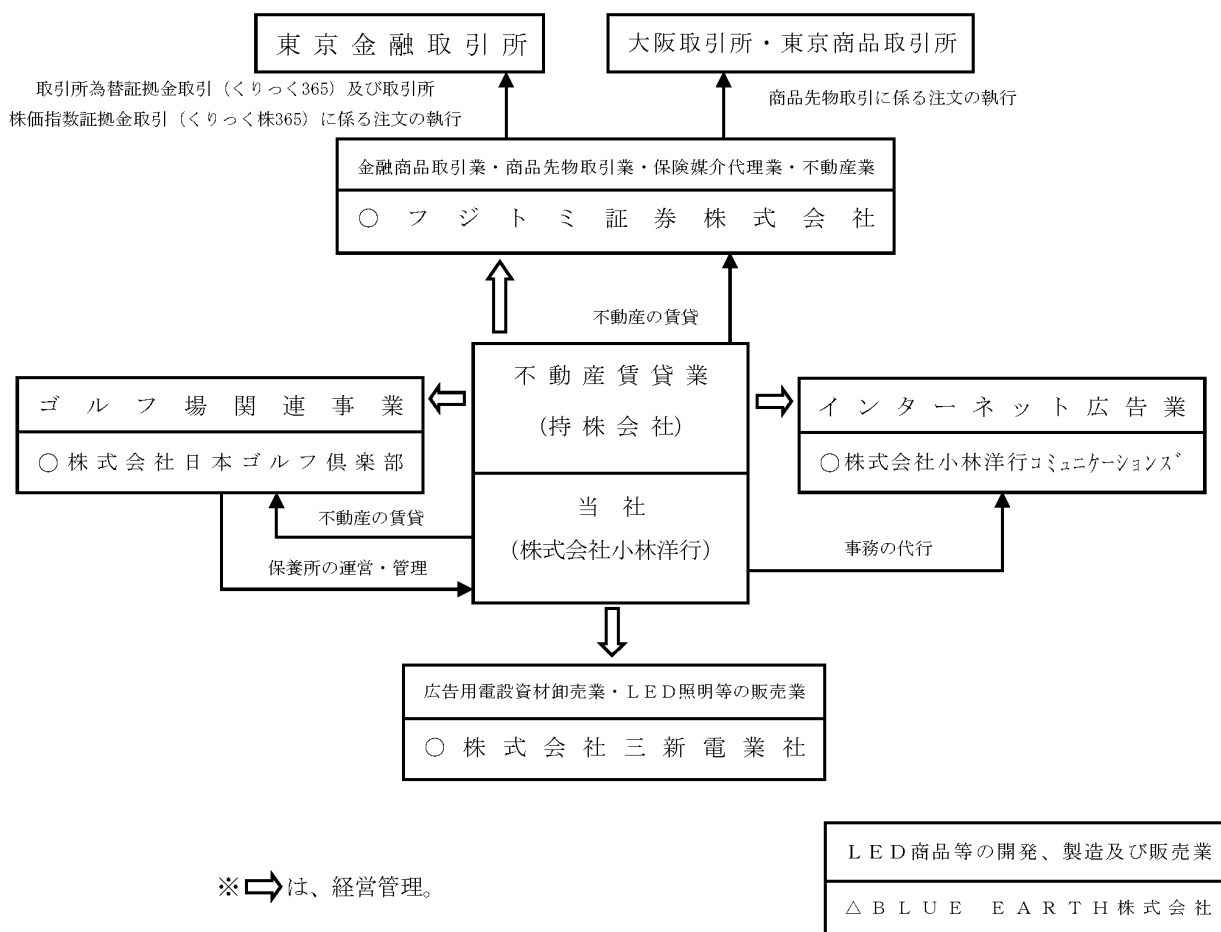 東京金融取引所
大阪取引所・東京商品取引所
取引所為替証拠金取引（くりっく365）及び取引所
株価指数証拠金取引（くりっく株365）に係る注文の執行
商品先物取引に係る注文の執行
金融商品取引業・商品先物取引業・保険媒介代理業・不動産業
○フジトミ証券株式会社
不動産の賃貸
不動産賃貸業
(持株会社)
当社
(株式会社小林洋行)
ゴルフ場関連事業
○株式会社日本ゴルフ倶楽部
不動産の賃貸
保養所の運営・管理
インターネット広告業
○株式会社小林洋行ｺﾐｭﾆｹｰｼｮﾝｽﾞ
事務の代行
広告用電設資材卸売業・ＬＥＤ照明等の販売業
○株式会社三新電業社
ＬＥＤ商品等の開発、製造及び販売業
△ＢＬＵＥ　ＥＡＲＴＨ株式会社
※⇨は、経営管理。